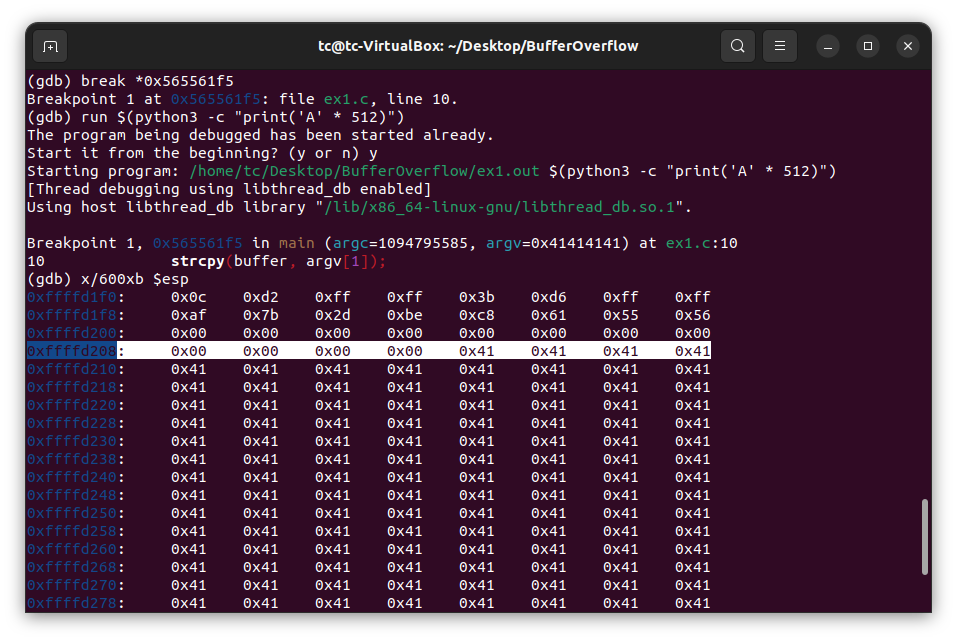 tc@tc-VirtualBox: ~/Desktop/BufferOverflow
(gdb) break *0x565561f5
Breakpoint 1 at 0x565561f5: file ex1.c, line 10.
(gdb) run $(python3 -c "print('A' * 512)")
The program being debugged has been started already.
Start it from the beginning? (y or n) y
Starting program: /home/tc/Desktop/BufferOverflow/ex1.out $(python3 -c "print('A' * 512)")
[Thread debugging using libthread_db enabled]
Using host libthread_db library "/lib/x86_64-linux-gnu/libthread_db.so.1".
Breakpoint 1, 0x565561f5 in main (argc=1094795585, argv=0x41414141) at ex1.c:10
10 strcpy(buffer, argv[1]);
(gdb) x/600xb $esp
0xffffd1f0: 0x0c 0xd2 0xff 0xff 0x3b 0xd6 0xff 0xff
0xffffd1f8: 0xaf 0x7b 0x2d 0xbe 0xc8 0x61 0x55 0x56
0xffffd200: 0x00 0x00 0x00 0x00 0x00 0x00 0x00 0x00
0xffffd208: 0x00 0x00 0x00 0x00 0x41 0x41 0x41 0x41
0xffffd210: 0x41 0x41 0x41 0x41 0x41 0x41 0x41 0x41
0xffffd218: 0x41 0x41 0x41 0x41 0x41 0x41 0x41 0x41
0xffffd220: 0x41 0x41 0x41 0x41 0x41 0x41 0x41 0x41
0xffffd228: 0x41 0x41 0x41 0x41 0x41 0x41 0x41 0x41
0xffffd230: 0x41 0x41 0x41 0x41 0x41 0x41 0x41 0x41
0xffffd238: 0x41 0x41 0x41 0x41 0x41 0x41 0x41 0x41
0xffffd240: 0x41 0x41 0x41 0x41 0x41 0x41 0x41 0x41
0xffffd248: 0x41 0x41 0x41 0x41 0x41 0x41 0x41 0x41
0xffffd250: 0x41 0x41 0x41 0x41 0x41 0x41 0x41 0x41
0xffffd258: 0x41 0x41 0x41 0x41 0x41 0x41 0x41 0x41
0xffffd260: 0x41 0x41 0x41 0x41 0x41 0x41 0x41 0x41
0xffffd268: 0x41 0x41 0x41 0x41 0x41 0x41 0x41 0x41
0xffffd270: 0x41 0x41 0x41 0x41 0x41 0x41 0x41 0x41
0xffffd278: 0x41 0x41 0x41 0x41 0x41 0x41 0x41 0x41